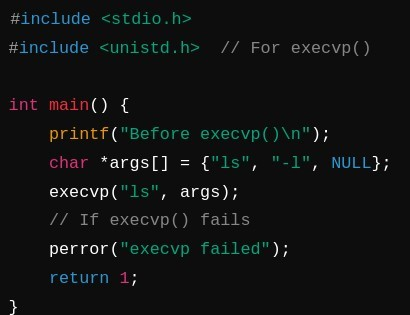 #include <stdio.h>
#include <unistd.h>  // For execvp()
int main() {
    printf("Before execvp()\n");
    char *args[] = {"ls", "-l", NULL};
    execvp("ls", args);
    // If execvp() fails
    perror("execvp failed");
    return 1;
}